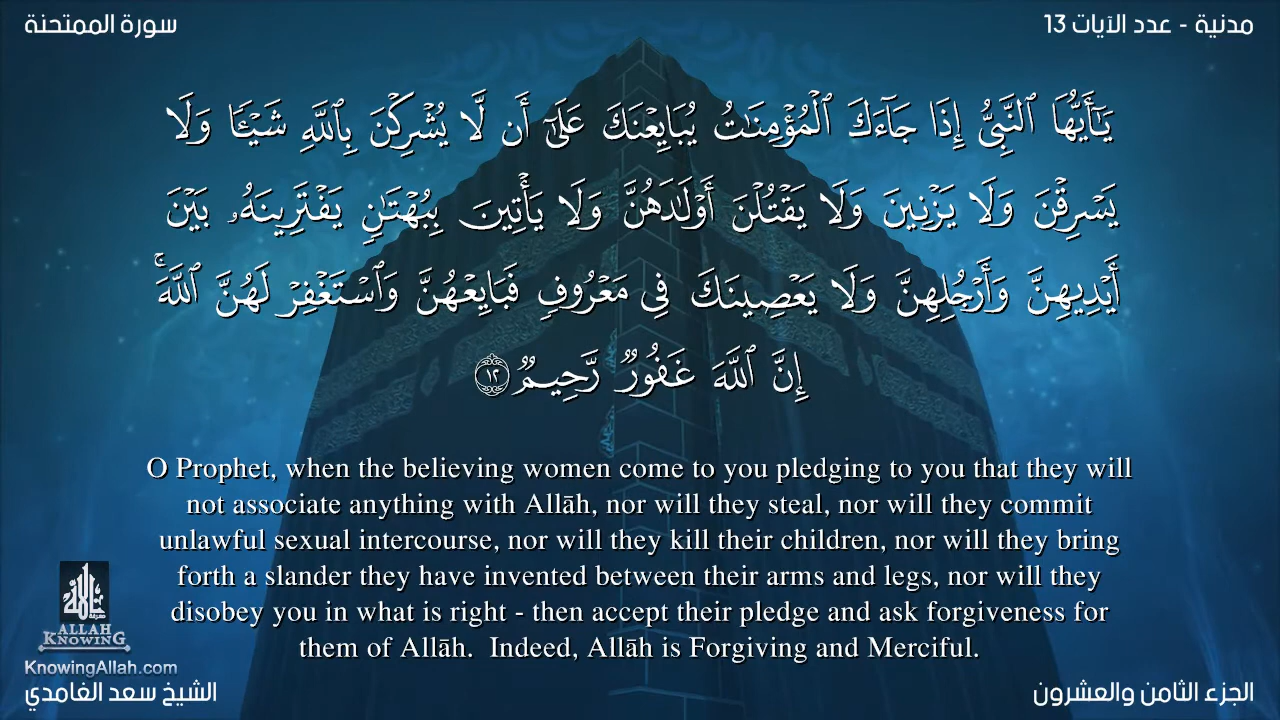 مدنية - عدد الآيات 13
سورة الممتحنة
يَـٰٓأَيُّهَا ٱلنَّبِىُّ إِذَا جَآءَكَ ٱلْمُؤْمِنَـٰتُ يُبَايِعْنَكَ عَلَىٰٓ أَن لَّا يُشْرِكْنَ بِٱللَّهِ شَيْـًٔا وَلَا
يَسْرِقْنَ وَلَا يَزْنِينَ وَلَا يَقْتُلْنَ أَوْلَـٰدَهُنَّ وَلَا يَأْتِينَ بِبُهْتَـٰنٍ يَفْتَرِينَهُۥ بَيْنَ
أَيْدِيهِنَّ وَأَرْجُلِهِنَّ وَلَا يَعْصِينَكَ فِى مَعْرُوفٍ فَبَايِعْهُنَّ وَٱسْتَغْفِرْ لَهُنَّ ٱللَّهَ ۚ
إِنَّ ٱللَّهَ غَفُورٌ رَّحِيمٌ ١٢
O Prophet, when the believing women come to you pledging to you that they will
not associate anything with Allāh, nor will they steal, nor will they commit
unlawful sexual intercourse, nor will they kill their children, nor will they bring
forth a slander they have invented between their arms and legs, nor will they
disobey you in what is right - then accept their pledge and ask forgiveness for
them of Allāh.  Indeed, Allāh is Forgiving and Merciful.
ALLAH
KNOWING
KnowingAllah.com
الجزء الثامن والعشرون
الشيخ سعد الغامدي